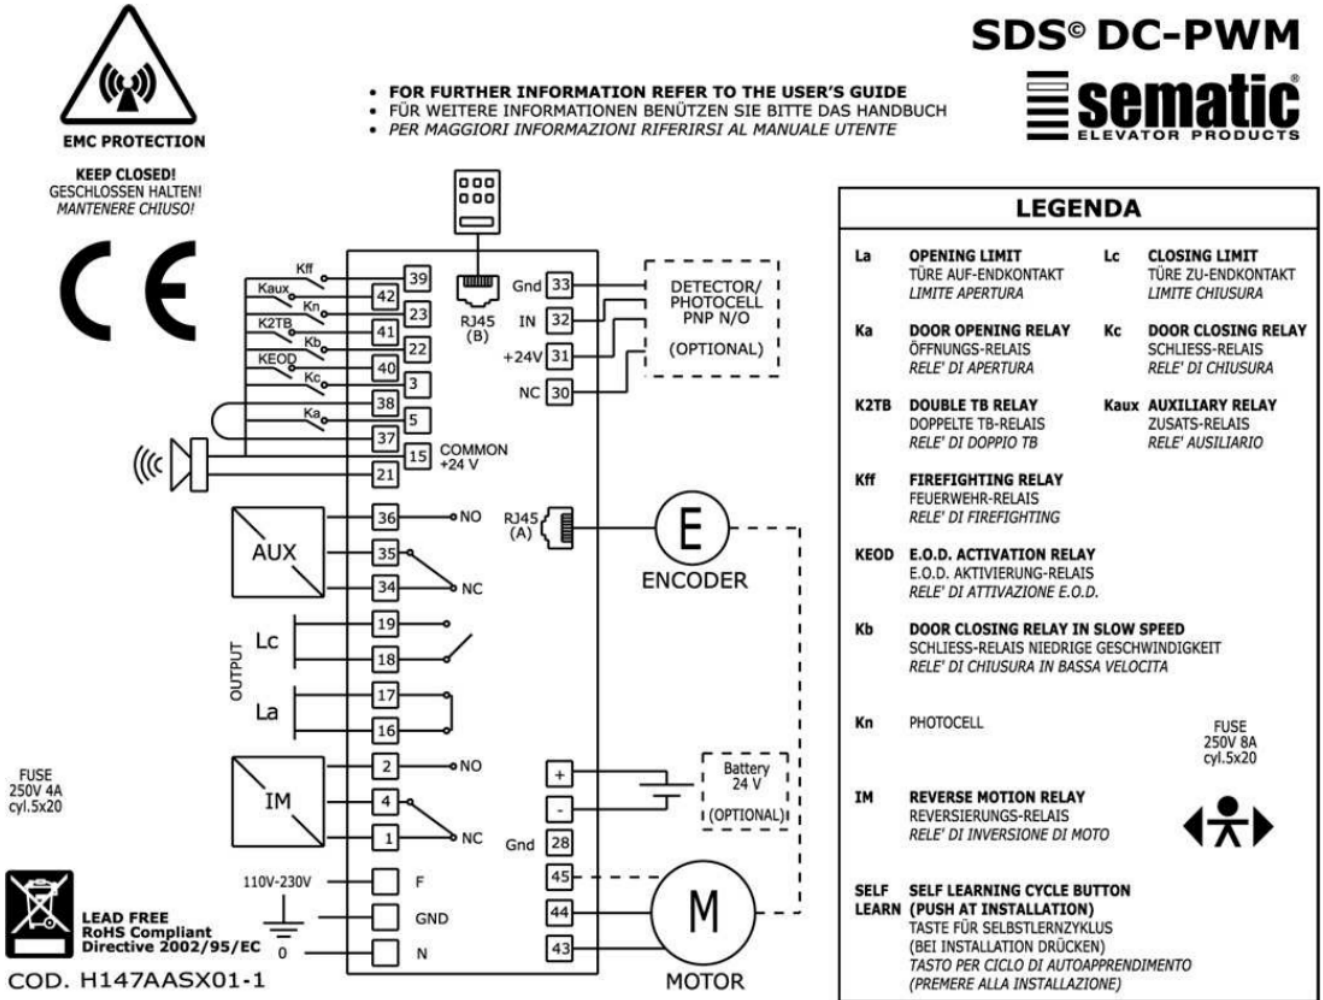 SDS© DC-PWM
sematic®
ELEVATOR PRODUCTS
EMC PROTECTION
KEEP CLOSED!
GESCHLOSSEN HALTEN!
MANTENERE CHIUSO!
CE
• FOR FURTHER INFORMATION REFER TO THE USER'S GUIDE
• FÜR WEITERE INFORMATIONEN BENÜTZEN SIE BITTE DAS HANDBUCH
• PER MAGGIORI INFORMAZIONI RIFERIRSI AL MANUALE UTENTE
Kff 39
Kaux 42
Kn 23
K2TB 41
Kb 22
KEOD 40
Kc 3
38
Ka 5
37
15 COMMON
+24 V
21
AUX
36 NO
35
34 NC
OUTPUT
Lc
19
18
La
17
16
IM
2 NO
4
1 NC
110V-230V F
GND
0 N
RJ45
(B)
Gnd 33
IN 32
+24V 31
NC 30
DETECTOR/
PHOTOCELL
PNP N/O
(OPTIONAL)
RJ45
(A)
E
ENCODER
+
-
Battery
24 V
(OPTIONAL)
Gnd 28
45
44
43
M
MOTOR
FUSE
250V 4A
cyl.5x20
LEAD FREE
RoHS Compliant
Directive 2002/95/EC
COD. H147AASX01-1
LEGENDA
La OPENING LIMIT
TÜRE AUF-ENDKONTAKT
LIMITE APERTURA
Lc CLOSING LIMIT
TÜRE ZU-ENDKONTAKT
LIMITE CHIUSURA
Ka DOOR OPENING RELAY
ÖFFNUNGS-RELAIS
RELE' DI APERTURA
Kc DOOR CLOSING RELAY
SCHLIESS-RELAIS
RELE' DI CHIUSURA
K2TB DOUBLE TB RELAY
DOPPELTE TB-RELAIS
RELE' DI DOPPIO TB
Kaux AUXILIARY RELAY
ZUSATS-RELAIS
RELE' AUSILIARIO
Kff FIREFIGHTING RELAY
FEUERWEHR-RELAIS
RELE' DI FIREFIGHTING
KEOD E.O.D. ACTIVATION RELAY
E.O.D. AKTIVIERUNG-RELAIS
RELE' DI ATTIVAZIONE E.O.D.
Kb DOOR CLOSING RELAY IN SLOW SPEED
SCHLIESS-RELAIS NIEDRIGE GESCHWINDIGKEIT
RELE' DI CHIUSURA IN BASSA VELOCITA
Kn PHOTOCELL
FUSE
250V 8A
cyl.5x20
IM REVERSE MOTION RELAY
REVERSIERUNGS-RELAIS
RELE' DI INVERSIONE DI MOTO
SELF SELF LEARNING CYCLE BUTTON
LEARN (PUSH AT INSTALLATION)
TASTE FÜR SELBSTLERNZYKLUS
(BEI INSTALLATION DRÜCKEN)
TASTO PER CICLO DI AUTOAPPRENDIMENTO
(PREMERE ALLA INSTALLAZIONE)